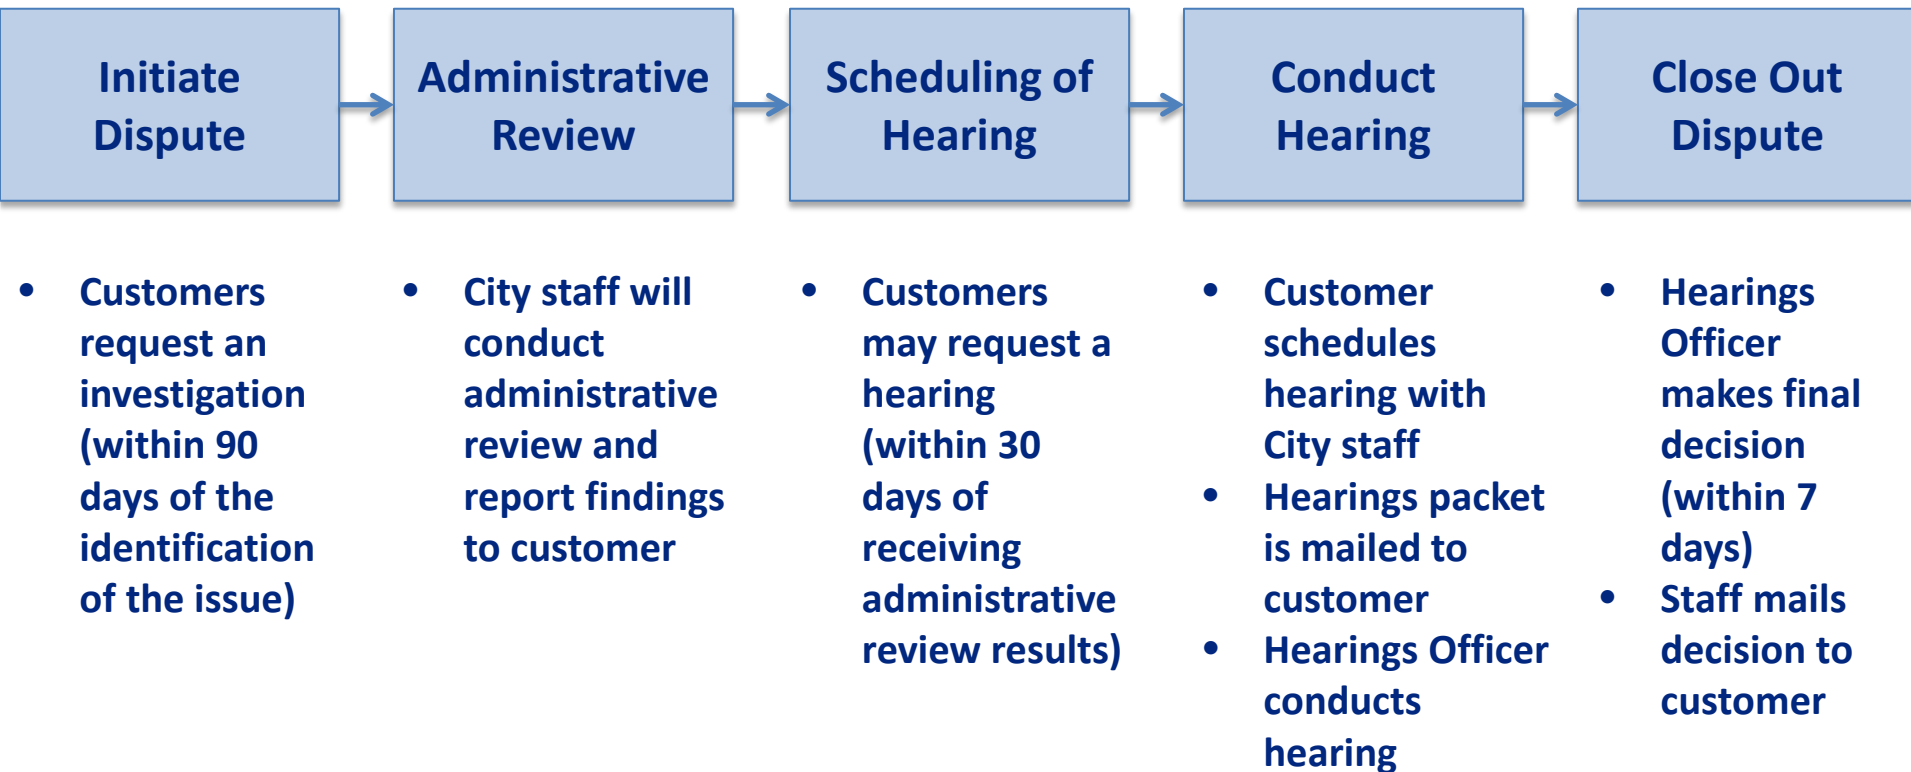 Initiate
Dispute
Administrative
Review
Scheduling of
Hearing
Conduct
Hearing
Close Out
Dispute
• Customers
request an
investigation
(within 90
days of the
identification
of the issue)
• City staff will
conduct
administrative
review and
report findings
to customer
• Customers
may request a
hearing
(within 30
days of
receiving
administrative
review results)
• Customer
schedules
hearing with
City staff
• Hearings packet
is mailed to
customer
• Hearings Officer
conducts
hearing
• Hearings
Officer
makes final
decision
(within 7
days)
• Staff mails
decision to
customer